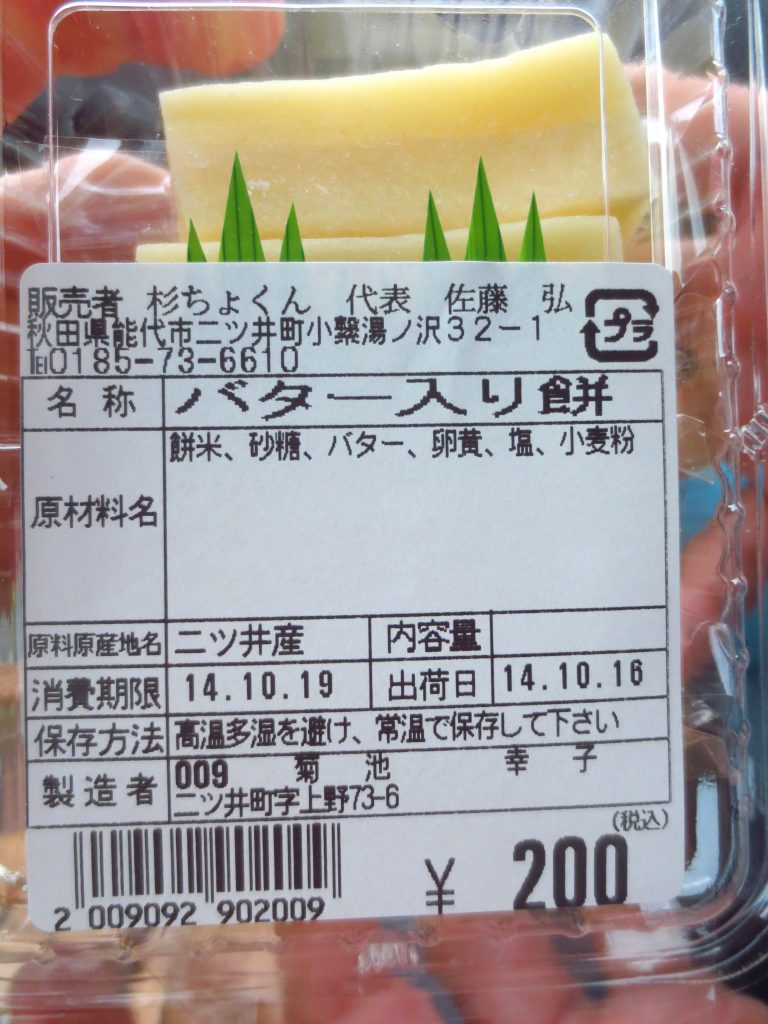 販売者 杉ちょくん 代表 佐藤 弘
秋田県能代市二ツ井町小繋湯ノ沢32-1
℡0185-73-6610
プラ
名称 バター入り餅
原材料名 餅米、砂糖、バター、卵黄、塩、小麦粉
原料原産地名 二ツ井産 内容量
消費期限 14.10.19 出荷日 14.10.16
保存方法 高温多湿を避け、常温で保存して下さい
製造者 009 菊池 幸子
二ツ井町字上野73-6
(税込)
¥ 200
2 009092 902009